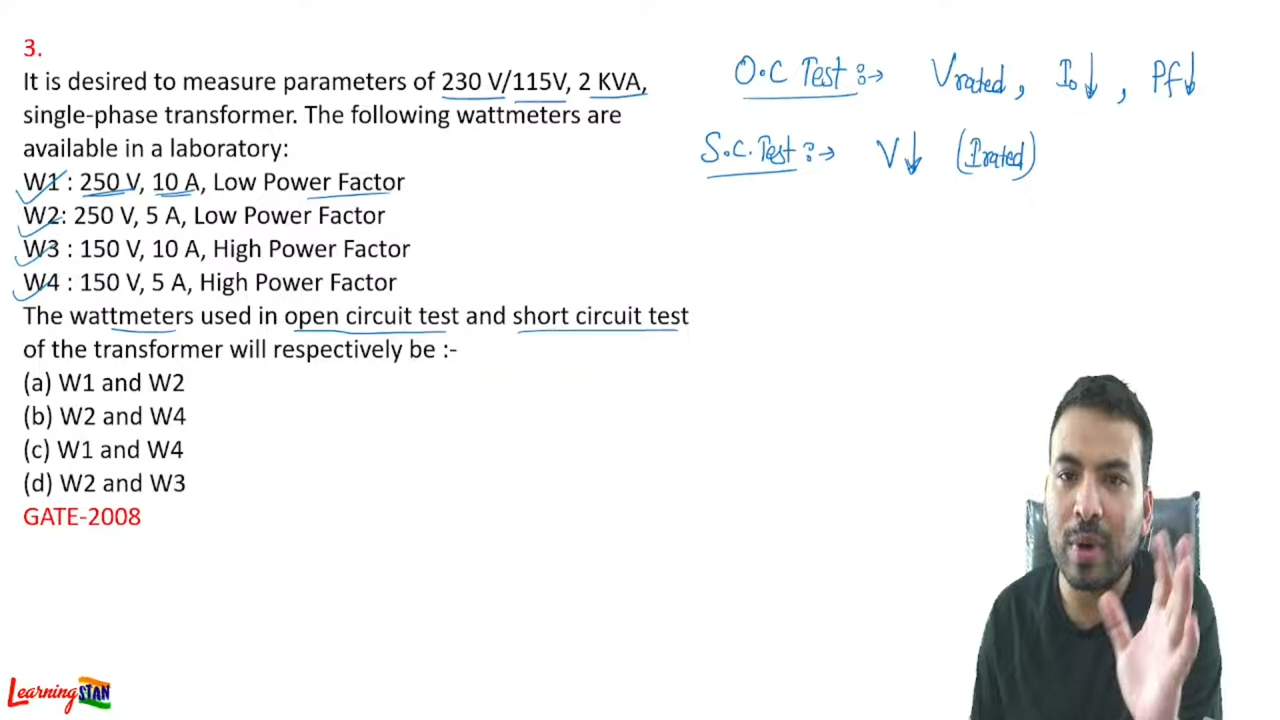 3.
It is desired to measure parameters of 230 V/115V, 2 KVA,
single-phase transformer. The following wattmeters are
available in a laboratory:
W1 : 250 V, 10 A, Low Power Factor
W2: 250 V, 5 A, Low Power Factor
W3 : 150 V, 10 A, High Power Factor
W4 : 150 V, 5 A, High Power Factor
The wattmeters used in open circuit test and short circuit test
of the transformer will respectively be :-
(a) W1 and W2
(b) W2 and W4
(c) W1 and W4
(d) W2 and W3
GATE-2008
O.C Test :→ Vrated, I₀↓, Pf↓
S.C. Test :→ V↓ (Irated)
LearningSTAN